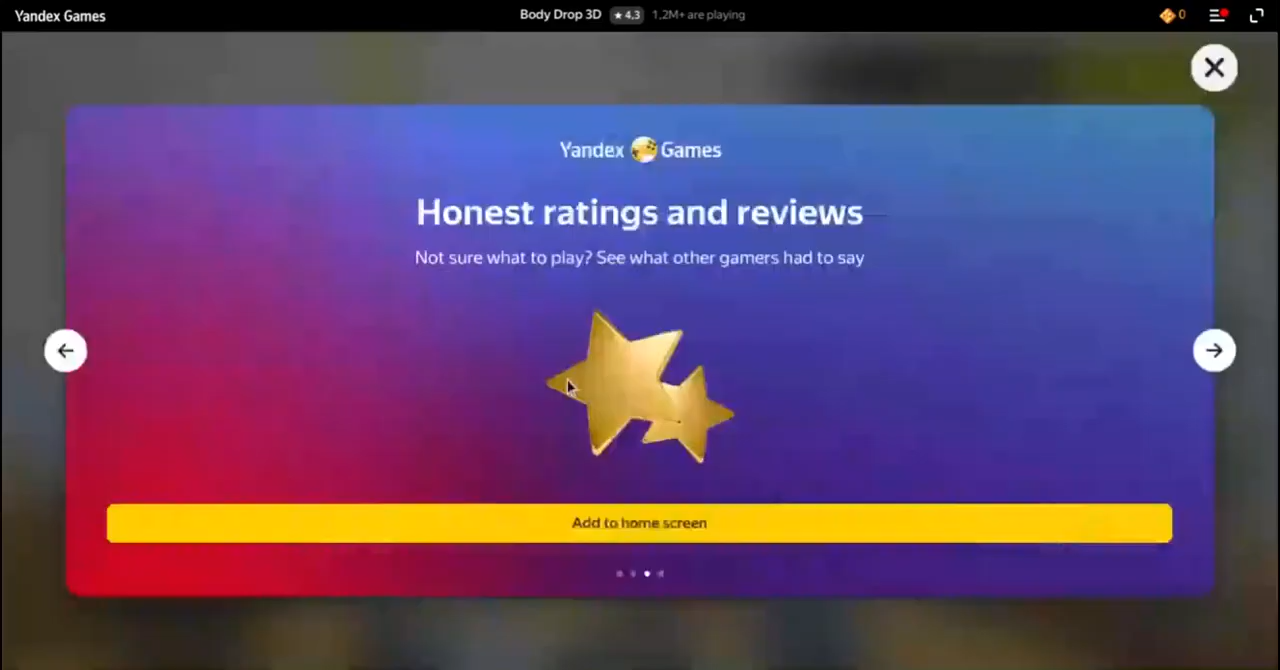 Yandex Games
Body Drop 3D ★ 4,3 1,2M+ are playing
0
Yandex Games
Honest ratings and reviews
Not sure what to play? See what other gamers had to say
Add to home screen